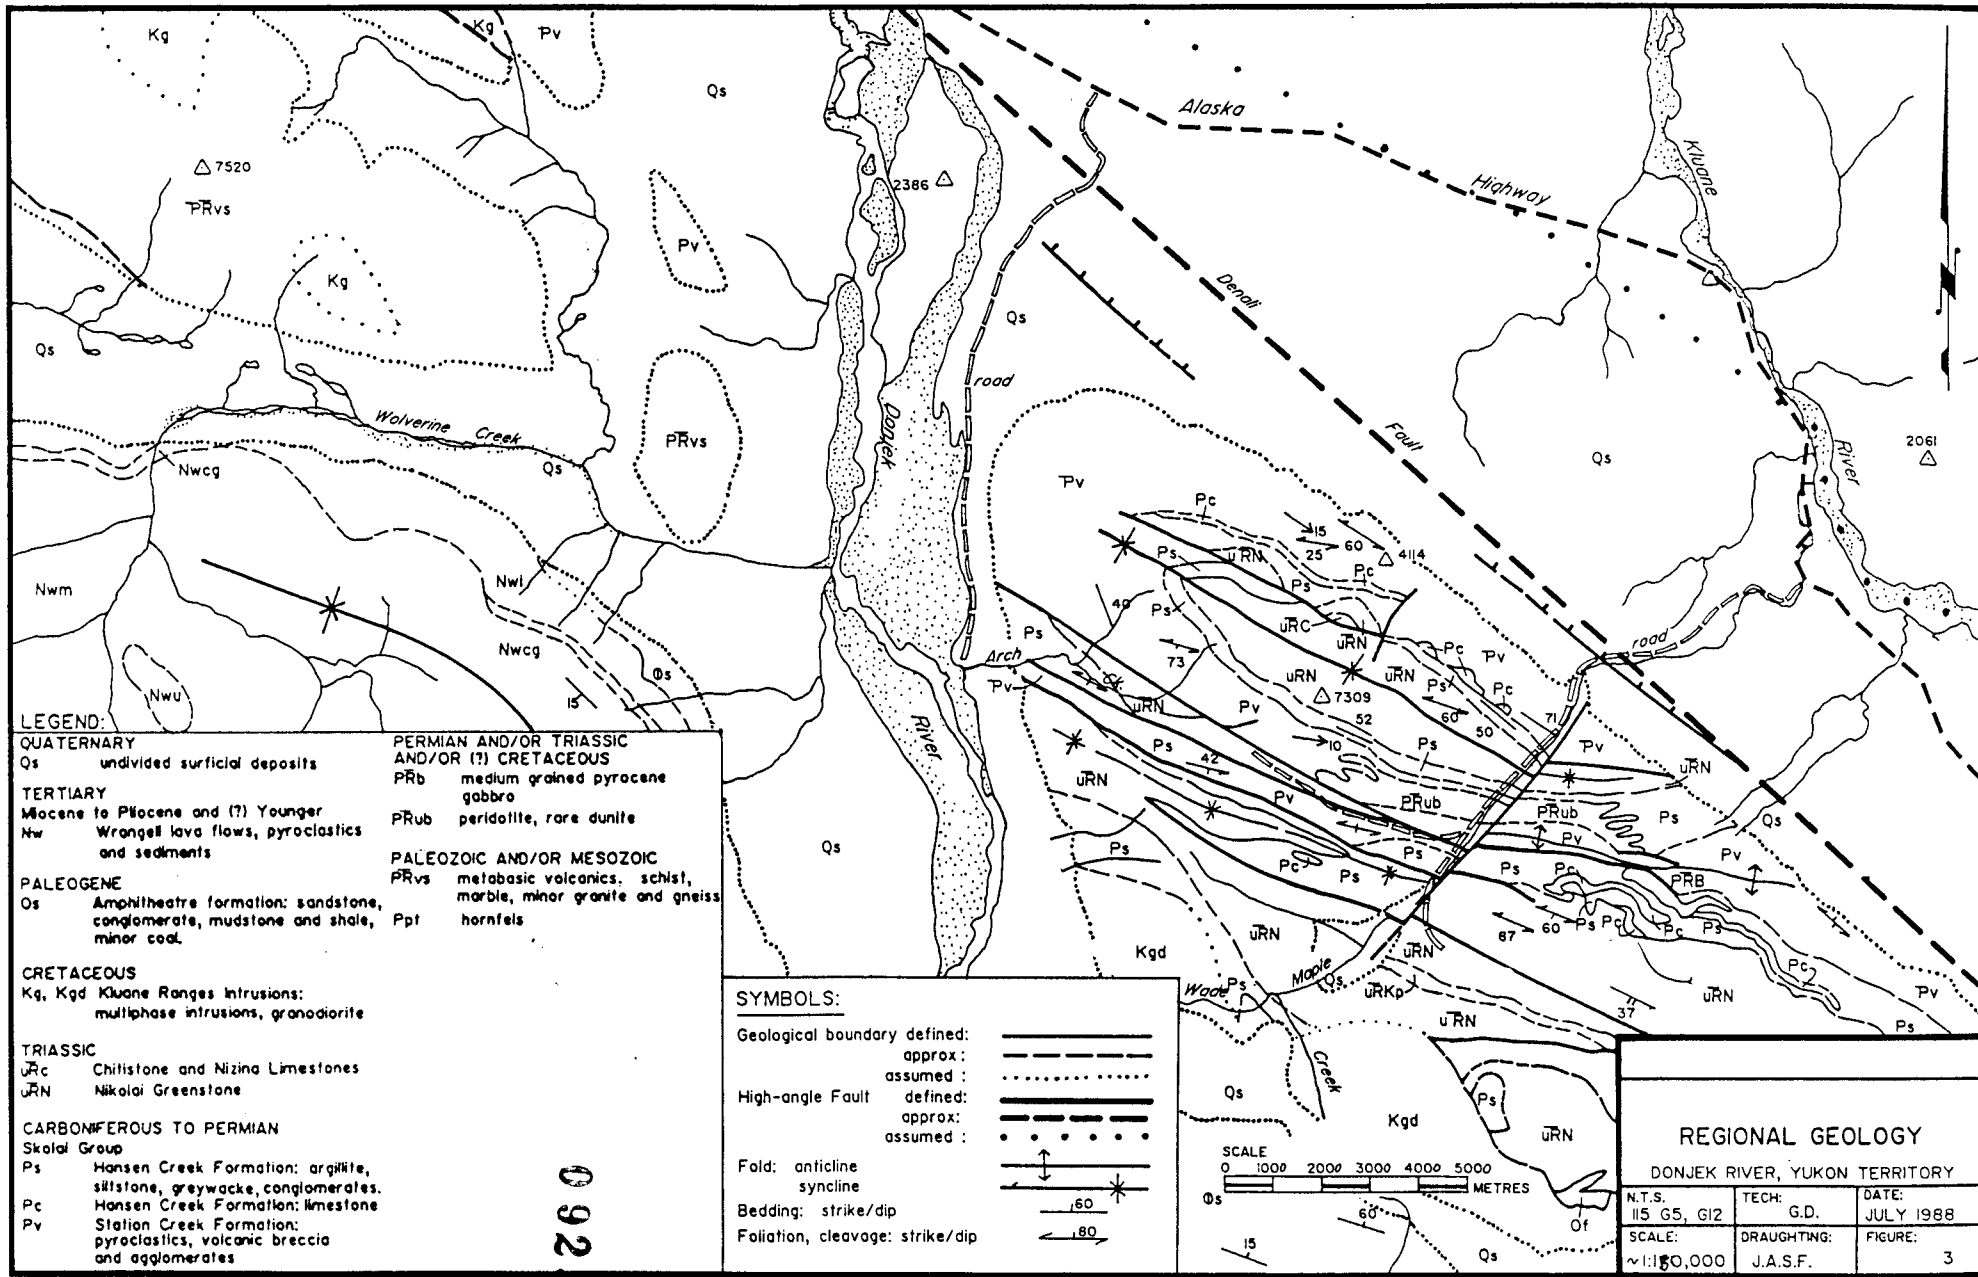 Kg
Kg
Pv
Qs
7520
PRvs
Kg
Pv
2386
Alaska
Highway
Kluane
River
Denali
Fault
Qs
Qs
road
Donjek
River
Wolverine Creek
Nwcg
Qs
PRvs
Qs
2061
Pv
Pc
15
60
25
4114
Ps
uRN
Pc
Ps
Nwm
Nwl
Ps
40
uRC
uRN
Nwcg
Os
Nwu
15
Arch
Ck.
Ps
73
uRN
uRN
Pc
Pv
road
Pv
uRN
7309
Ps
Pc
Pv
52
60
50
71
Ps
10
42
Ps
Pv
uRN
uRN
Pv
PRub
PRub
Ps
Qs
Pv
Pv
Qs
Ps
Pc
Ps
Ps
Ps
Pc
PRB
67
60
Ps
Pc
Pc
Ps
Pc
Pv
Ps
Kgd
uRN
uRN
Wade
Ps
Maple
Qs
uRKp
uRN
uRN
37
Creek
Qs
Kgd
Ps
uRN
Of
Os
60
15
Qs
LEGEND:
QUATERNARY
Qs undivided surficial deposits
TERTIARY
Miocene to Pliocene and (?) Younger
Nw Wrangell lava flows, pyroclastics
and sediments
PALEOGENE
Os Amphitheatre formation: sandstone,
conglomerate, mudstone and shale,
minor coal.
CRETACEOUS
Kg, Kgd Kluane Ranges Intrusions:
multiphase intrusions, granodiorite
TRIASSIC
uRc Chitistone and Nizina Limestones
uRN Nikolai Greenstone
CARBONIFEROUS TO PERMIAN
Skolai Group
Ps Hansen Creek Formation: argillite,
siltstone, greywacke, conglomerates.
Pc Hansen Creek Formation: limestone
Pv Station Creek Formation:
pyroclastics, volcanic breccia
and agglomerates
PERMIAN AND/OR TRIASSIC
AND/OR (?) CRETACEOUS
PRb medium grained pyrocene
gabbro
PRub peridotite, rare dunite
PALEOZOIC AND/OR MESOZOIC
PRvs metabasic volcanics, schist,
marble, minor granite and gneiss
Ppt hornfels
092
SYMBOLS:
Geological boundary defined:
approx:
assumed:
High-angle Fault defined:
approx:
assumed:
Fold: anticline
syncline
Bedding: strike/dip 60
Foliation, cleavage: strike/dip 80
SCALE
0 1000 2000 3000 4000 5000
METRES
REGIONAL GEOLOGY
DONJEK RIVER, YUKON TERRITORY
N.T.S. 115 G5, G12
TECH: G.D.
DATE: JULY 1988
SCALE: ~1:180,000
DRAUGHTING: J.A.S.F.
FIGURE: 3